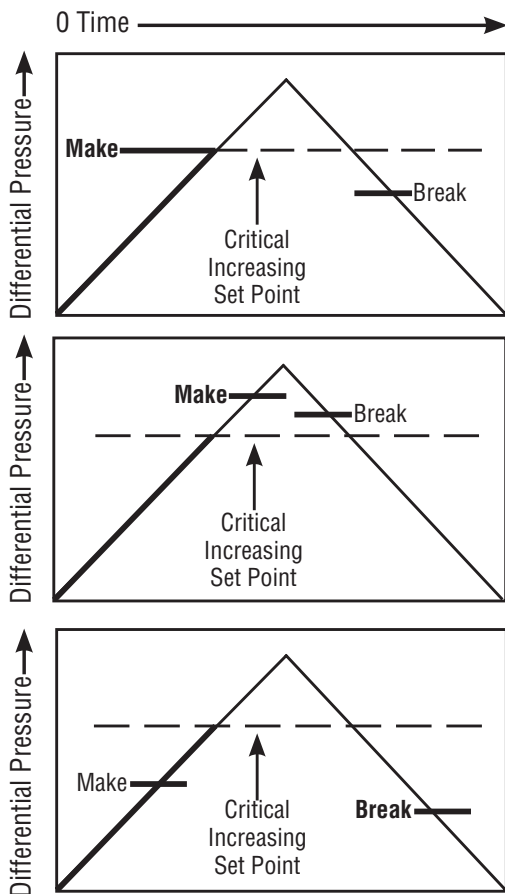 0 Time
Differential Pressure
Make
Break
Critical
Increasing
Set Point
Differential Pressure
Make
Break
Critical
Increasing
Set Point
Differential Pressure
Make
Critical
Increasing
Set Point
Break